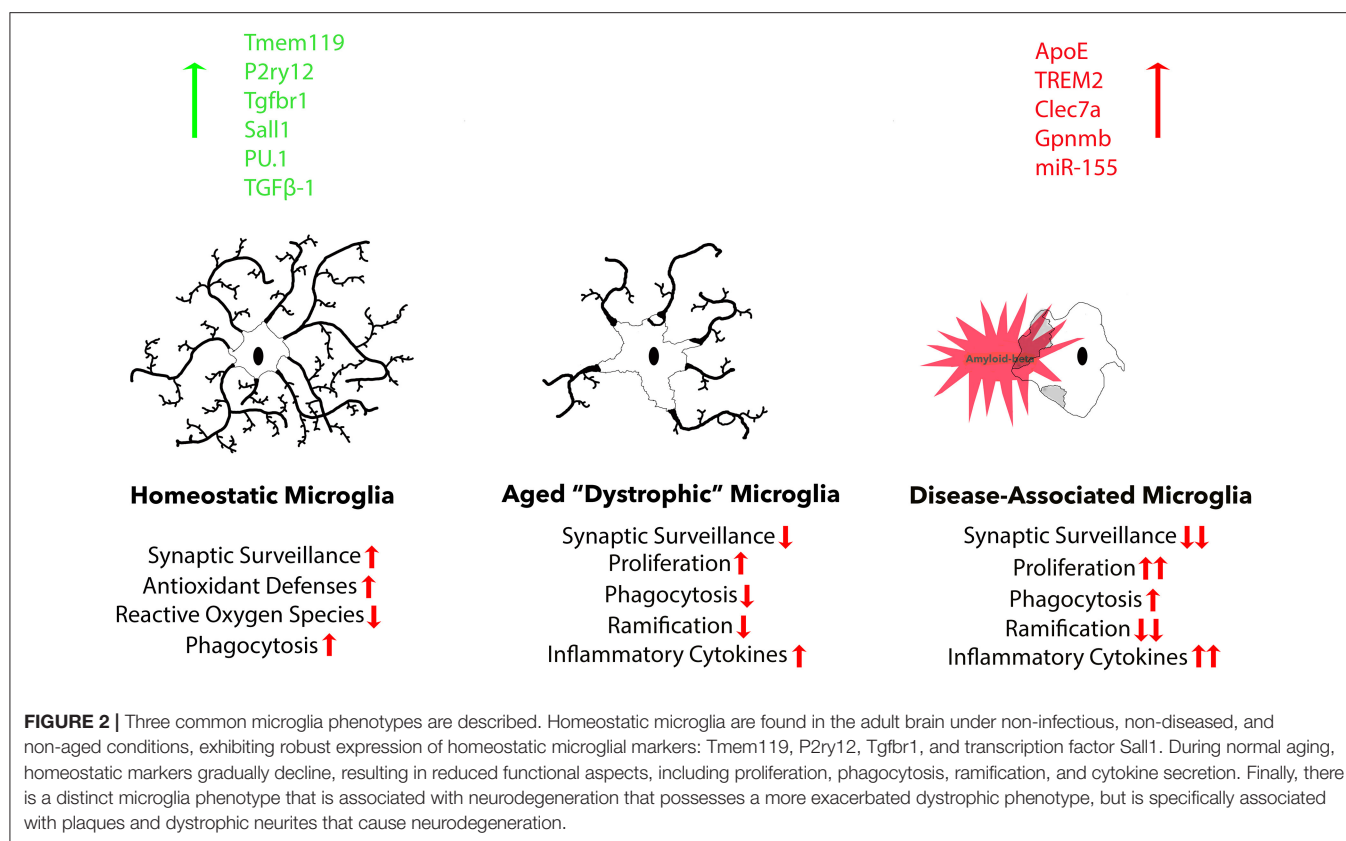 Tmem119
P2ry12
Tgfbr1
Sall1
PU.1
TGFβ-1
ApoE
TREM2
Clec7a
Gpnmb
miR-155
Amyloid-beta
Homeostatic Microglia
Synaptic Surveillance
Antioxidant Defenses
Reactive Oxygen Species
Phagocytosis
Aged “Dystrophic” Microglia
Synaptic Surveillance
Proliferation
Phagocytosis
Ramification
Inflammatory Cytokines
Disease-Associated Microglia
Synaptic Surveillance
Proliferation
Phagocytosis
Ramification
Inflammatory Cytokines
FIGURE 2 | Three common microglia phenotypes are described. Homeostatic microglia are found in the adult brain under non-infectious, non-diseased, and
non-aged conditions, exhibiting robust expression of homeostatic microglial markers: Tmem119, P2ry12, Tgfbr1, and transcription factor Sall1. During normal aging,
homeostatic markers gradually decline, resulting in reduced functional aspects, including proliferation, phagocytosis, ramification, and cytokine secretion. Finally, there
is a distinct microglia phenotype that is associated with neurodegeneration that possesses a more exacerbated dystrophic phenotype, but is specifically associated
with plaques and dystrophic neurites that cause neurodegeneration.